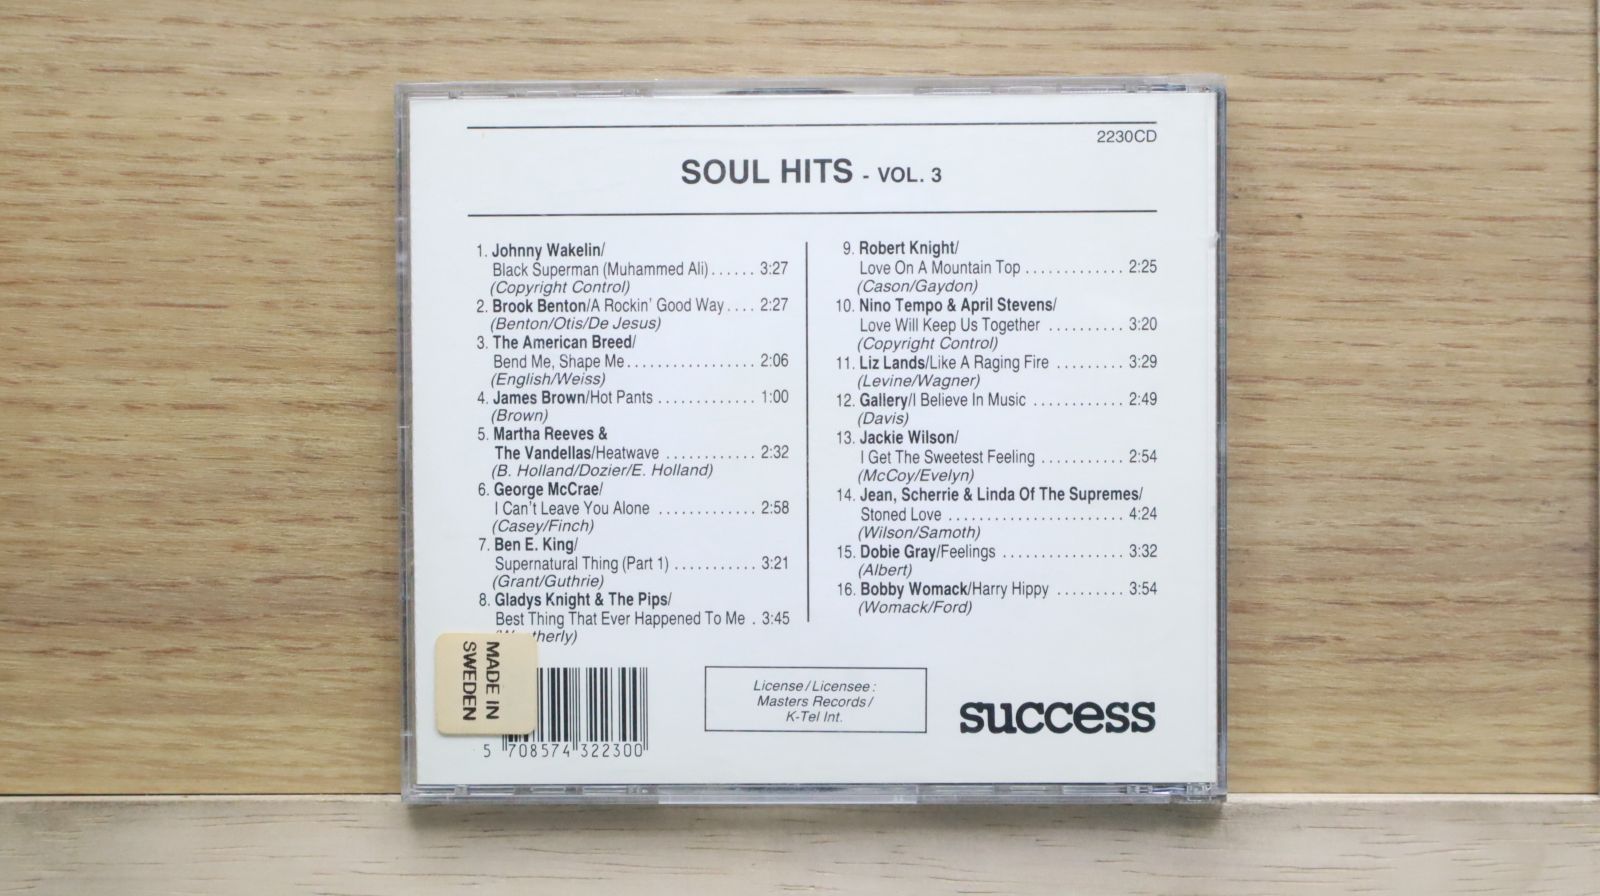 2230CD
SOUL HITS - VOL. 3
1. Johnny Wakelin/
Black Superman (Muhammed Ali) . . . . . . 3:27
(Copyright Control)
2. Brook Benton/A Rockin' Good Way . . . . 2:27
(Benton/Otis/De Jesus)
3. The American Breed/
Bend Me, Shape Me . . . . . . . . . . . . . . . . . 2:06
(English/Weiss)
4. James Brown/Hot Pants . . . . . . . . . . . . . 1:00
(Brown)
5. Martha Reeves &
The Vandellas/Heatwave . . . . . . . . . . . . 2:32
(B. Holland/Dozier/E. Holland)
6. George McCrae/
I Can't Leave You Alone . . . . . . . . . . . . . 2:58
(Casey/Finch)
7. Ben E. King/
Supernatural Thing (Part 1) . . . . . . . . . . . 3:21
(Grant/Guthrie)
8. Gladys Knight & The Pips/
Best Thing That Ever Happened To Me . 3:45
9. Robert Knight/
Love On A Mountain Top . . . . . . . . . . . . . 2:25
(Cason/Gaydon)
10. Nino Tempo & April Stevens/
Love Will Keep Us Together . . . . . . . . . . 3:20
(Copyright Control)
11. Liz Lands/Like A Raging Fire . . . . . . . . . 3:29
(Levine/Wagner)
12. Gallery/I Believe In Music . . . . . . . . . . . . 2:49
(Davis)
13. Jackie Wilson/
I Get The Sweetest Feeling . . . . . . . . . . . 2:54
(McCoy/Evelyn)
14. Jean, Scherrie & Linda Of The Supremes/
Stoned Love . . . . . . . . . . . . . . . . . . . . . . . 4:24
(Wilson/Samoth)
15. Dobie Gray/Feelings . . . . . . . . . . . . . . . . 3:32
(Albert)
16. Bobby Womack/Harry Hippy . . . . . . . . . 3:54
(Womack/Ford)
MADE IN
SWEDEN
5 708574 322300
License / Licensee :
Masters Records /
K-Tel Int.
success